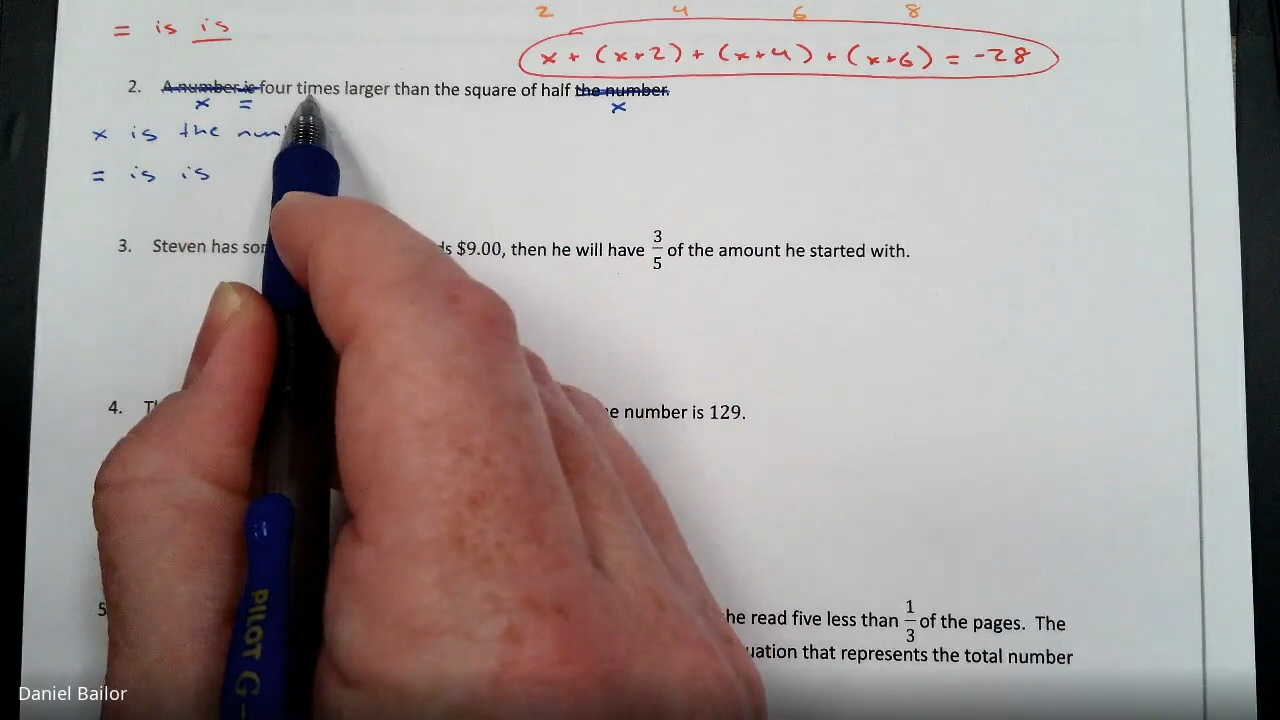 2 4 6 8
= is is
x + (x+2) + (x+4) + (x+6) = -28
2. A number is four times larger than the square of half the number.
x = x
x is the
= is is
3. Steven has $9.00, then he will have 3/5 of the amount he started with.
4. number is 129.
he read five less than 1/3 of the pages. The
that represents the total number
PILOT G-
Daniel Bailor